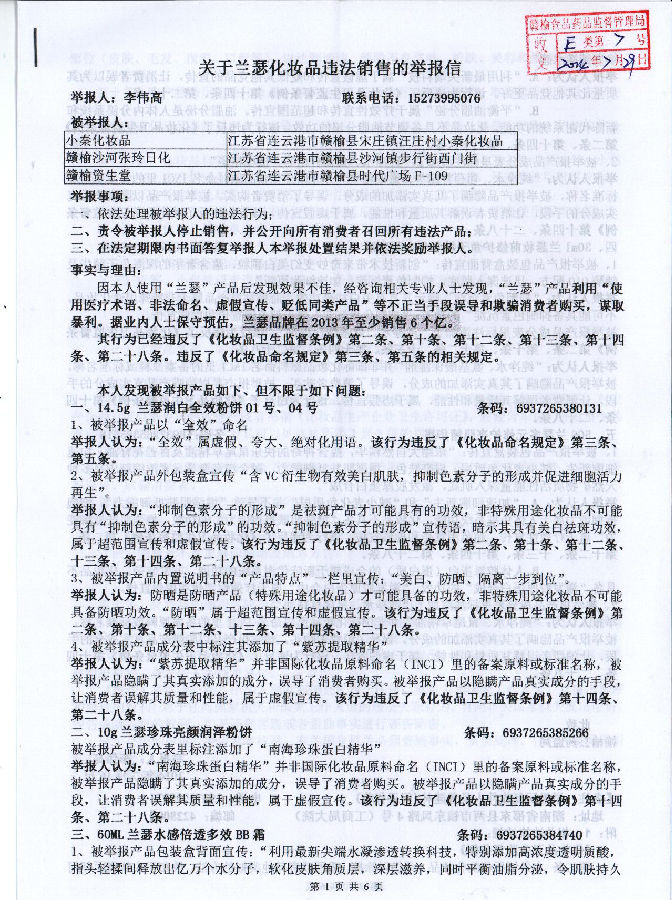 赣榆食品药品监督管理局
收 E 类第 7 号
2014年7月29日
关于兰瑟化妆品违法销售的举报信
举报人：李伟高 联系电话：15273995076
被举报人：
小秦化妆品 江苏省连云港市赣榆县宋庄镇汪庄村小秦化妆品
赣榆沙河张玲日化 江苏省连云港市赣榆县沙河镇步行街西门街
赣榆资生堂 江苏省连云港市赣榆县时代广场 F-109
举报事项：
一、依法处理被举报人的违法行为；
二、责令被举报人停止销售，并公开向所有消费者召回所有违法产品；
三、在法定期限内书面答复举报人本举报处置结果并依法奖励举报人。
事实与理由：
因本人使用“兰瑟”产品后发现效果不佳，经咨询相关专业人士发现，“兰瑟”产品利用“使
用医疗术语、非法命名、虚假宣传、贬低同类产品”等不正当手段误导和欺骗消费者购买，谋取
暴利。据业内人士保守预估，兰瑟品牌在 2013 年至少销售 6 个亿。
其行为已经违反了《化妆品卫生监督条例》第二条、第十条、第十二条、第十三条、第十四
条、第二十八条。违反了《化妆品命名规定》第三条、第五条的相关规定。
本人发现被举报产品如下、但不限于如下问题：
一、14.5g 兰瑟润白全效粉饼 01 号、04 号 条码：6937265380131
1、被举报产品以“全效”命名
举报人认为：“全效”属虚假、夸大、绝对化用语。该行为违反了《化妆品命名规定》第三条、
第五条。
2、被举报产品外包装盒宣传“含 VC 衍生物有效美白肌肤，抑制色素分子的形成并促进细胞活力
再生”。
举报人认为：“抑制色素分子的形成”是祛斑产品才可能具有的功效，非特殊用途化妆品不可能
具有“抑制色素分子的形成”的功效。“抑制色素分子的形成”宣传语，暗示其具有美白祛斑功效，
属于超范围宣传和虚假宣传。该行为违反了《化妆品卫生监督条例》第二条、第十条、第十二条、
十三条、第十四条、第二十八条。
3、被举报产品内置说明书的“产品特点”一栏里宣传：“美白、防晒、隔离一步到位”。
举报人认为：防晒是防晒产品（特殊用途化妆品）才可能具备的功效，非特殊用途化妆品不可能
具备防晒功效。“防晒”属于超范围宣传和虚假宣传。该行为违反了《化妆品卫生监督条例》第
二条、第十条、第十二条、十三条、第十四条、第二十八条。
4、被举报产品成分表中标注其添加了“紫苏提取精华”
举报人认为：“紫苏提取精华”并非国际化妆品原料命名（INCI）里的备案原料或标准名称，被
举报产品隐瞒了其真实添加的成分，误导了消费者购买。被举报产品以隐瞒产品真实成分的手段，
让消费者误解其质量和性能，属于虚假宣传。该行为违反了《化妆品卫生监督条例》第十四条、
第二十八条。
二、10g 兰瑟珍珠亮颜润泽粉饼 条码：6937265385266
被举报产品成分表里标注添加了“南海珍珠蛋白精华”
举报人认为：“南海珍珠蛋白精华”并非国际化妆品原料命名（INCI）里的备案原料或标准名称，
被举报产品隐瞒了其真实添加的成分，误导了消费者购买。被举报产品以隐瞒产品真实成分的手
段，让消费者误解其质量和性能，属于虚假宣传。该行为违反了《化妆品卫生监督条例》第十四
条、第二十八条。
三、60ML 兰瑟水感倍透多效 BB 霜 条码：6937265384740
1、被举报产品包装盒背面宣传：“利用最新尖端水凝渗透转换科技，特别添加高浓度透明质酸，
指头轻揉间释放出亿万个水分子，软化皮肤角质层，深层滋养，同时平衡油脂分泌，令肌肤持久
第 1 页 共 6 页